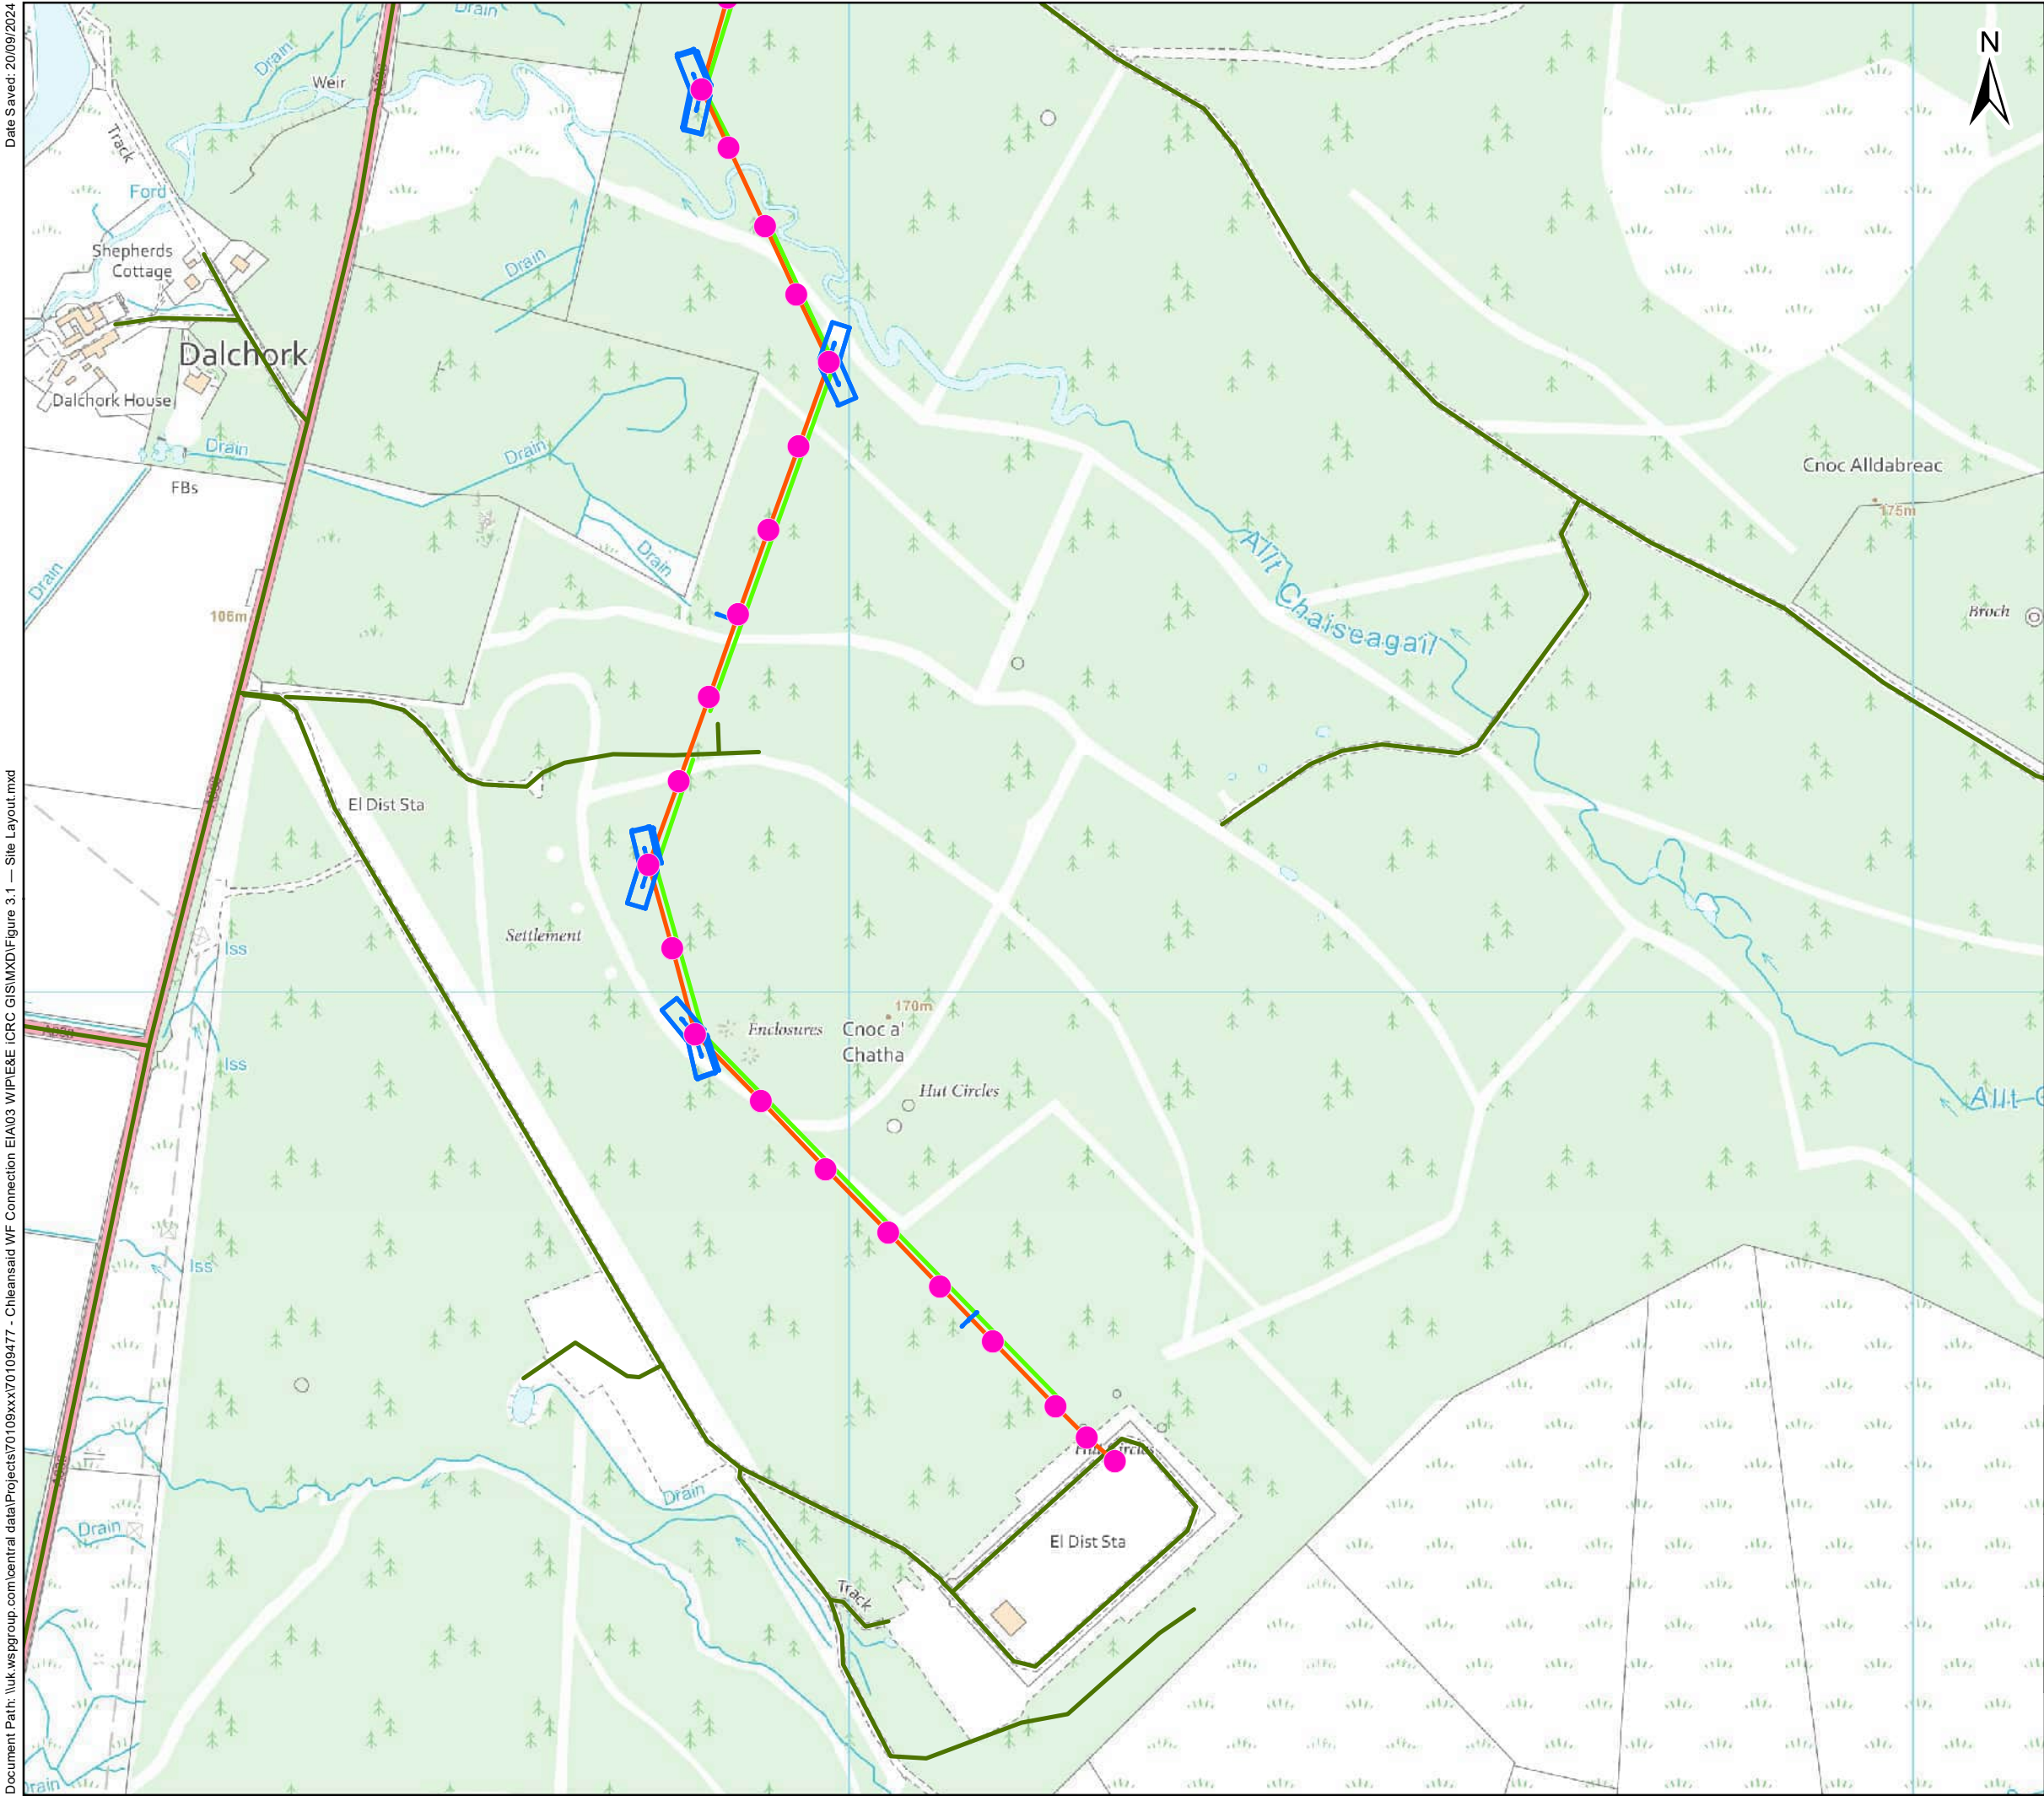 Date Saved: 20/09/2024
Document Path: \\uk.wspgroup.com\central data\Projects\70109xxx\70109477 - Chleansaid WF Connection EIA\03 WIP\E&E iCRC GIS\MXD\Figure 3.1 — Site Layout.mxd
Drain
Drain
N
Weir
Track
Ford
Shepherds
Cottage
Drain
Dalchork
Dalchork House
Drain
Drain
FBs
Drain
Drain
106m
Cnoc Alldabreac
175m
Allt Chaiseagail
Broch
El Dist Sta
Settlement
Iss
170m
Enclosures
Cnoc a'
Chatha
Iss
Hut Circles
Iss
Hut Circles
Drain
Drain
El Dist Sta
Track
Drain